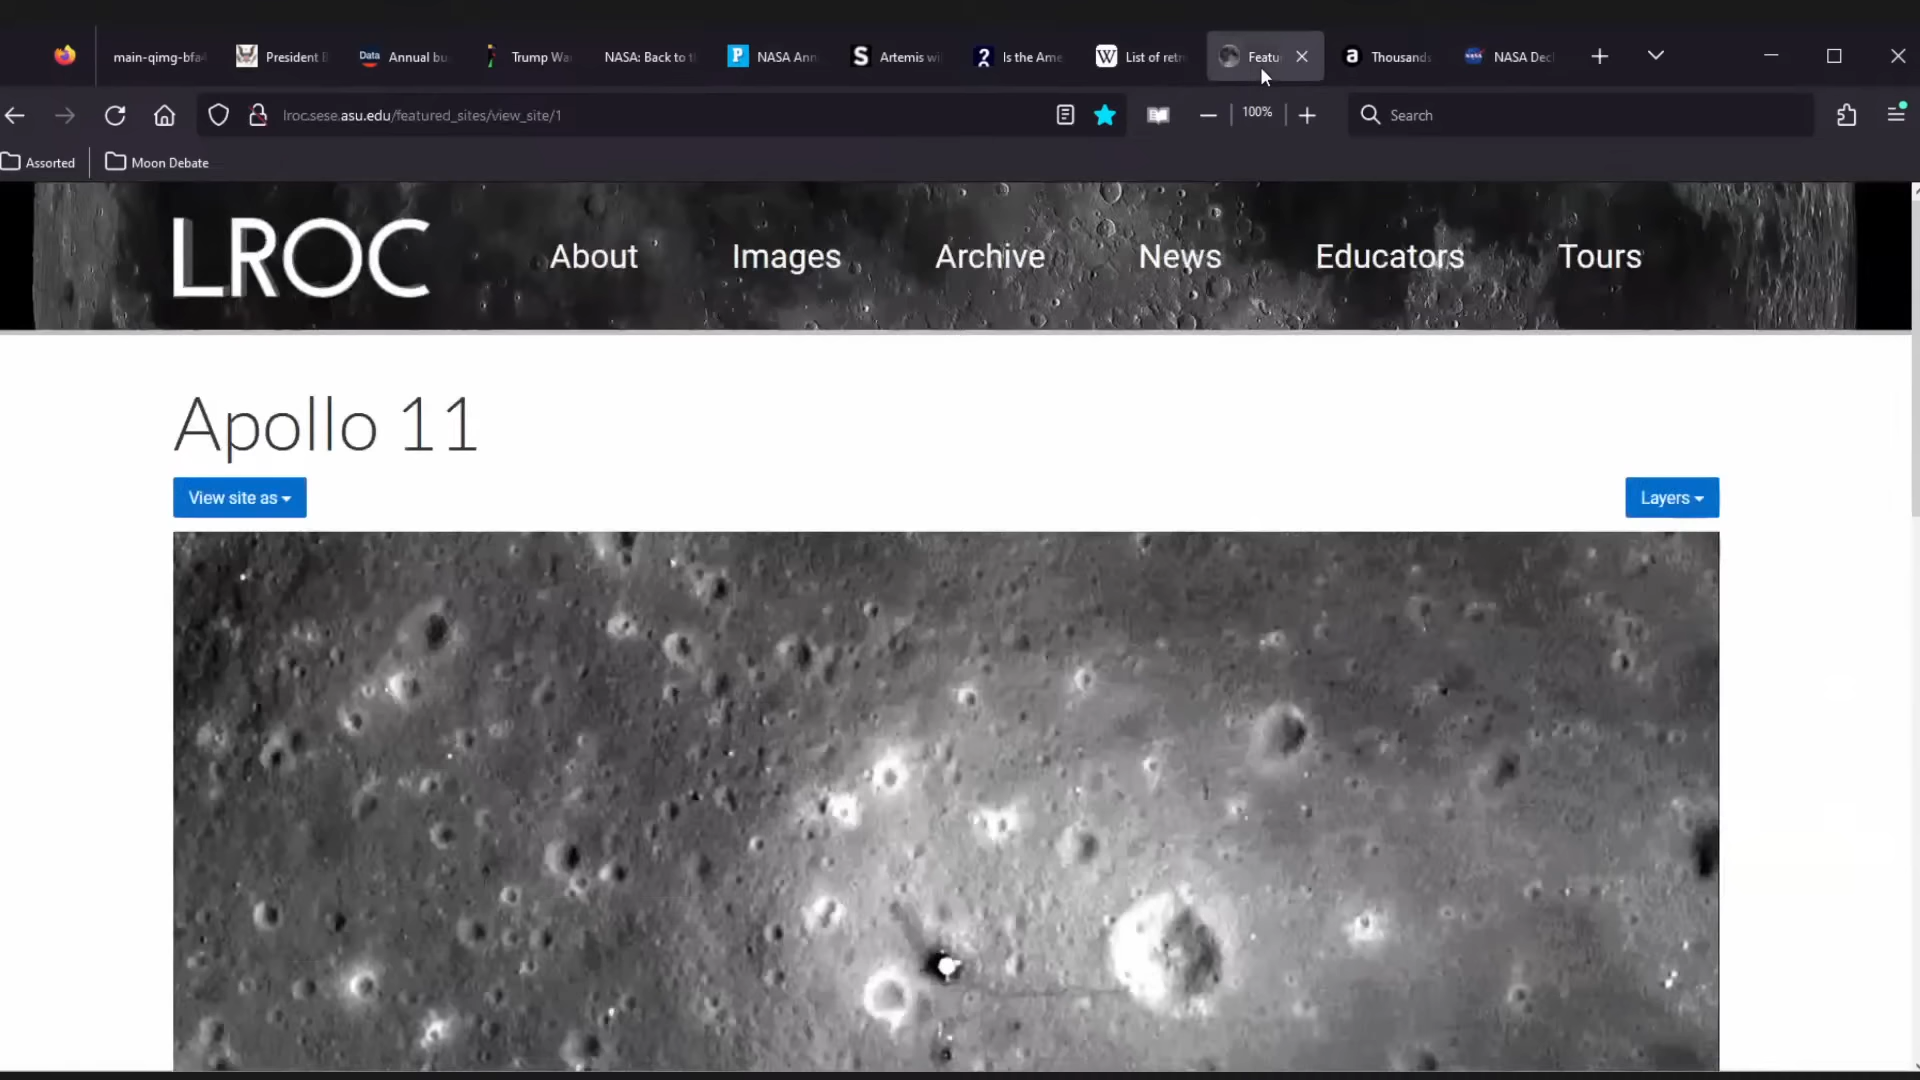 main-qimg-bfa
President B
Data
Annual bu
Trump Wa
NASA: Back to t
P
NASA Ann
S
Artemis wi
?
Is the Ame
W
List of retr
Featu
a
Thousands
NASA Decl
lroc.sese.asu.edu/featured_sites/view_site/1
100%
Search
Assorted
Moon Debate
LROC
About
Images
Archive
News
Educators
Tours
Apollo 11
View site as
Layers